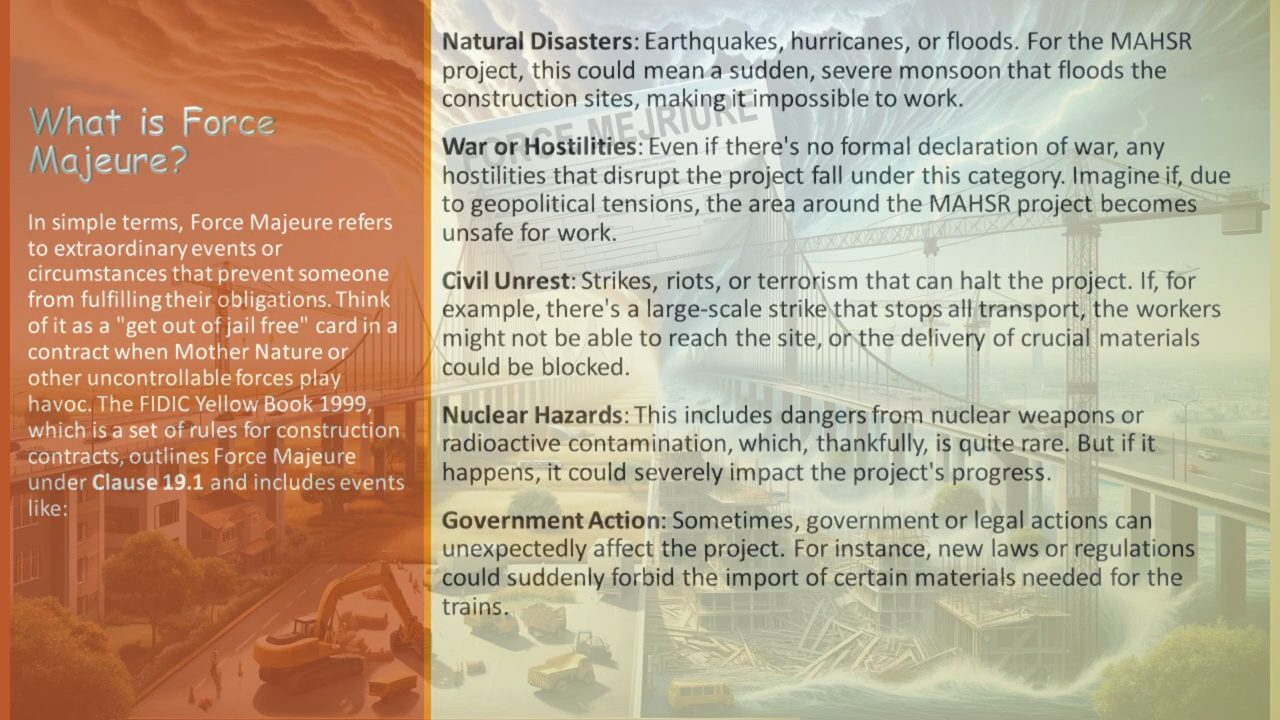 What is Force
Majeure?
In simple terms, Force Majeure refers
to extraordinary events or
circumstances that prevent someone
from fulfilling their obligations. Think
of it as a "get out of jail free" card in a
contract when Mother Nature or
other uncontrollable forces play
havoc. The FIDIC Yellow Book 1999,
which is a set of rules for construction
contracts, outlines Force Majeure
under Clause 19.1 and includes events
like:
Natural Disasters: Earthquakes, hurricanes, or floods. For the MAHSR
project, this could mean a sudden, severe monsoon that floods the
construction sites, making it impossible to work.
FORCE MEJRIURE
War or Hostilities: Even if there's no formal declaration of war, any
hostilities that disrupt the project fall under this category. Imagine if, due
to geopolitical tensions, the area around the MAHSR project becomes
unsafe for work.
Civil Unrest: Strikes, riots, or terrorism that can halt the project. If, for
example, there's a large-scale strike that stops all transport, the workers
might not be able to reach the site, or the delivery of crucial materials
could be blocked.
Nuclear Hazards: This includes dangers from nuclear weapons or
radioactive contamination, which, thankfully, is quite rare. But if it
happens, it could severely impact the project's progress.
Government Action: Sometimes, government or legal actions can
unexpectedly affect the project. For instance, new laws or regulations
could suddenly forbid the import of certain materials needed for the
trains.